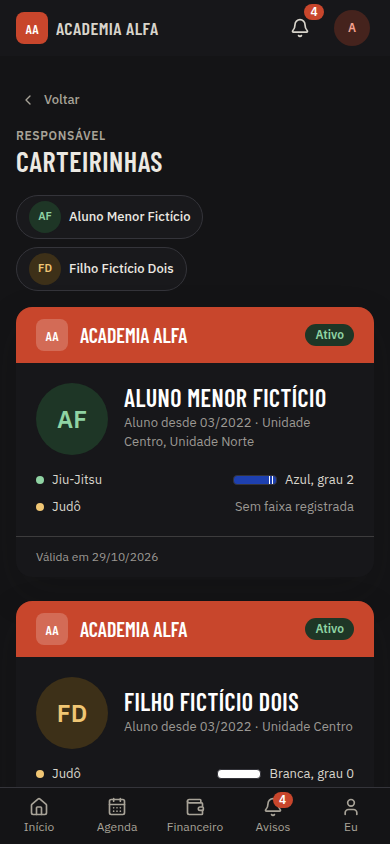 AA ACADEMIA ALFA 4 A
Voltar
RESPONSÁVEL
CARTEIRINHAS
AF Aluno Menor Fictício
FD Filho Fictício Dois
AA ACADEMIA ALFA Ativo
AF ALUNO MENOR FICTÍCIO
Aluno desde 03/2022 · Unidade
Centro, Unidade Norte
Jiu-Jitsu Azul, grau 2
Judô Sem faixa registrada
Válida em 29/10/2026
AA ACADEMIA ALFA Ativo
FD FILHO FICTÍCIO DOIS
Aluno desde 03/2022 · Unidade Centro
Judô Branca, grau 0
4
Início Agenda Financeiro Avisos Eu